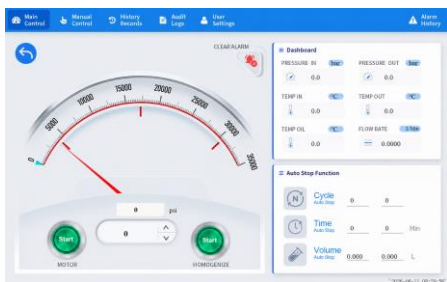 Main Control
Manual Control
History Records
Audit Logs
User Settings
Alarm History
CLEAR ALARM
0
5000
10000
15000
20000
25000
30000
35000
0 psi
0
Start
MOTOR
Start
HOMOGENIZE
Dashboard
PRESSURE IN bar
PRESSURE OUT bar
0.0
0.0
TEMP IN °C
TEMP OUT °C
0.0
0.0
TEMP OIL °C
FLOW RATE
0.0
0.0000
Auto Stop Function
N
Cycle
Auto Stop
0 0
Time
Auto Stop
0 0 Min
Volume
Auto Stop
0.000 0.000 L